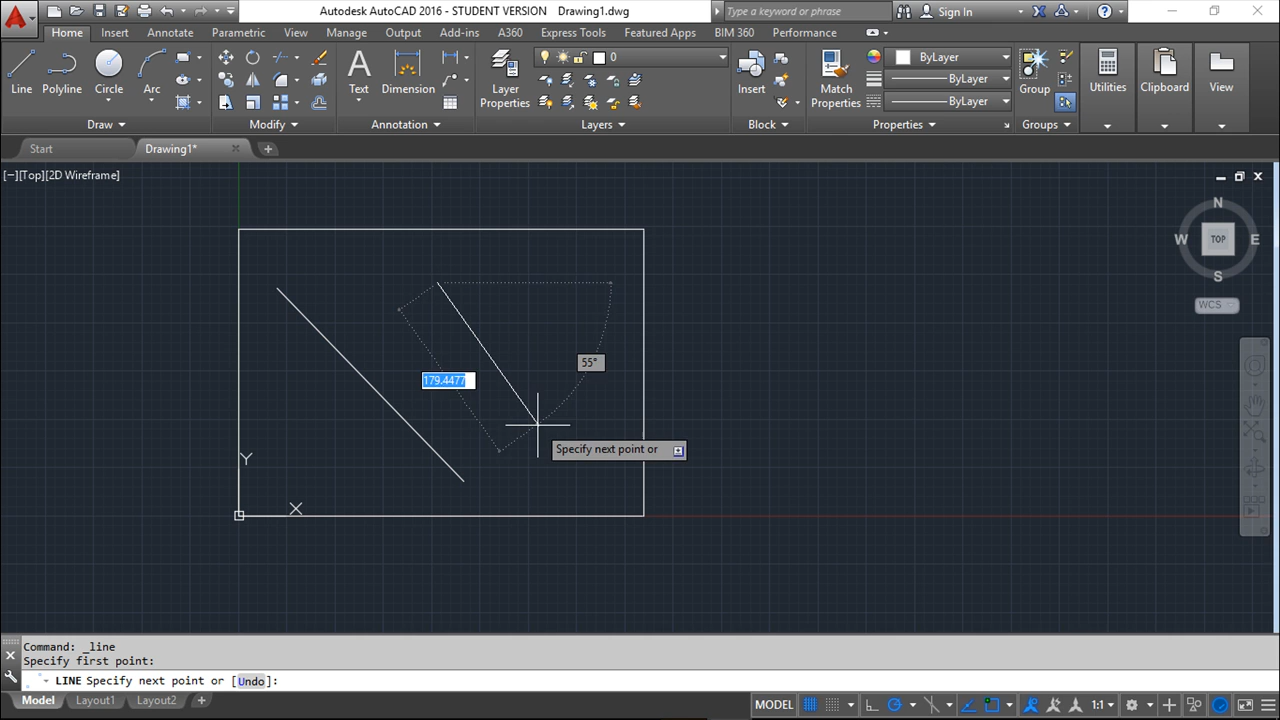 Autodesk AutoCAD 2016 - STUDENT VERSION Drawing1.dwg
Type a keyword or phrase
Sign In
Home Insert Annotate Parametric View Manage Output Add-ins A360 Express Tools Featured Apps BIM 360 Performance
0
ByLayer
ByLayer
ByLayer
Line Polyline Circle Arc Text Dimension Layer Properties Insert Match Properties Group Utilities Clipboard View
Draw Modify Annotation Layers Block Properties Groups
Start Drawing1*
[−][Top][2D Wireframe]
N
W TOP E
S
WCS
55°
179.4477
Specify next point or
Y
X
Command: _line
Specify first point:
LINE Specify next point or [Undo]:
Model Layout1 Layout2
MODEL 1:1